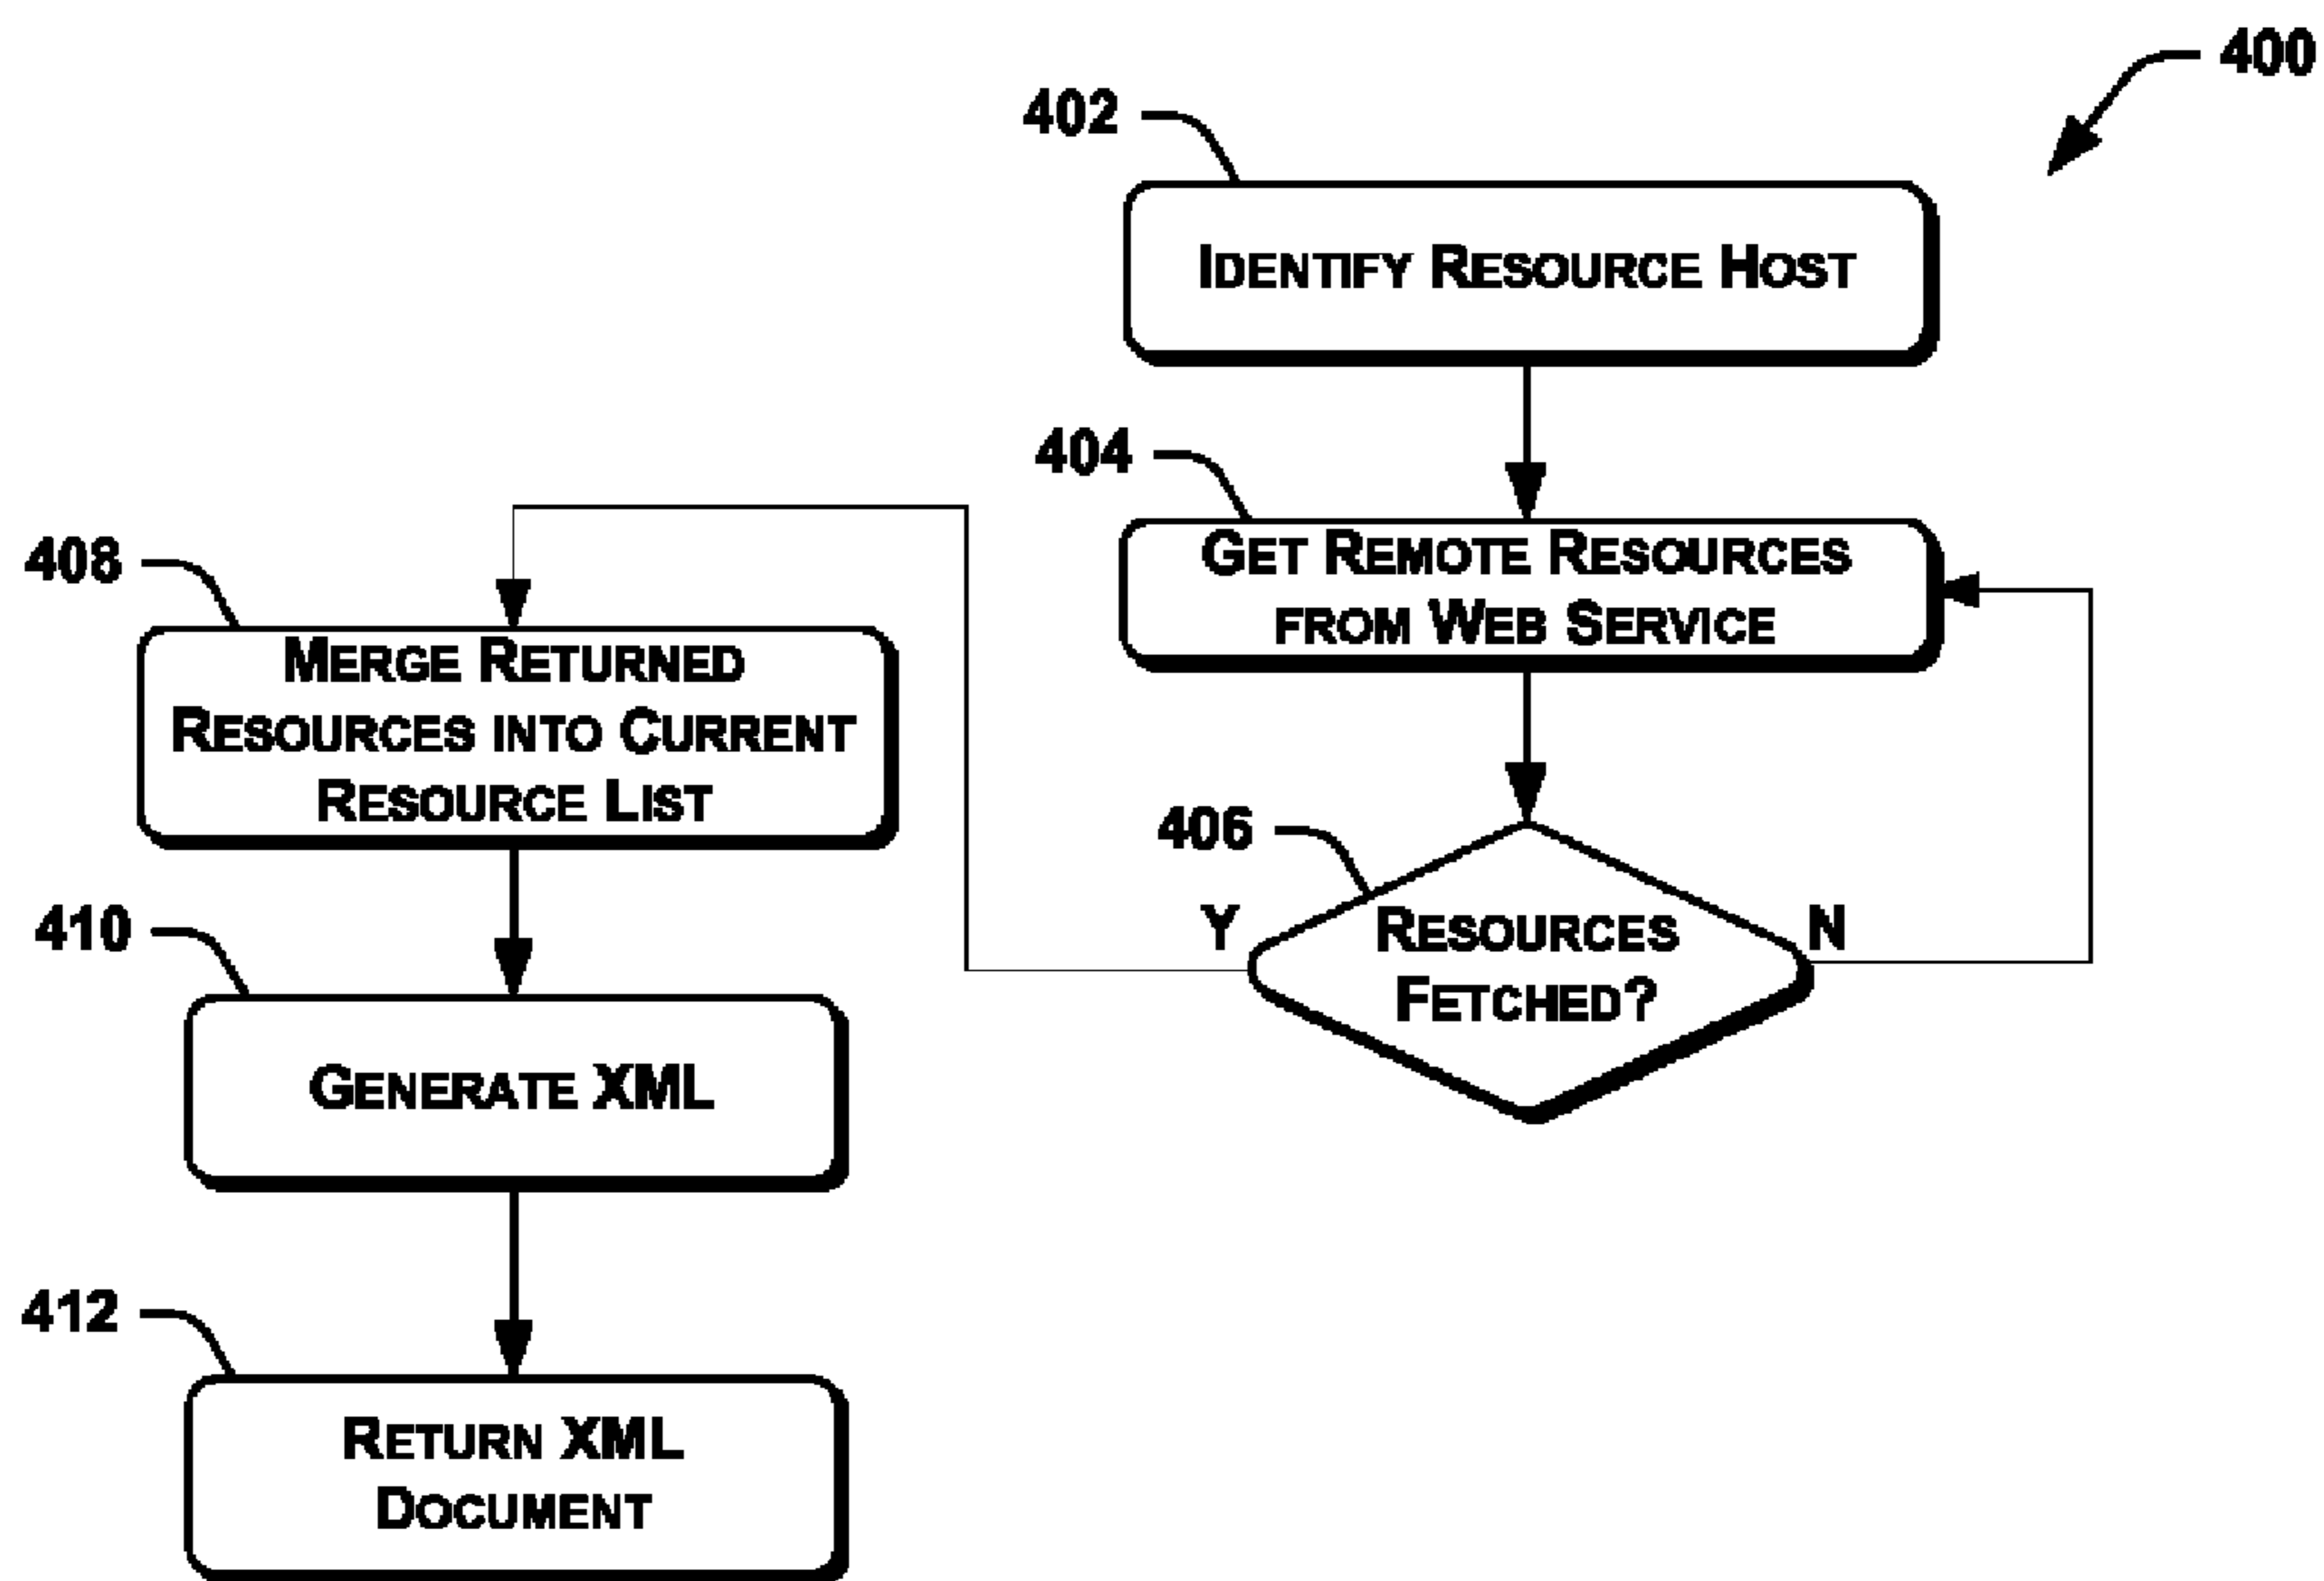 400
402
IDENTIFY RESOURCE HOST
404
GET REMOTE RESOURCES
FROM WEB SERVICE
406
Y
RESOURCES
FETCHED?
N
408
MERGE RETURNED
RESOURCES INTO CURRENT
RESOURCE LIST
410
GENERATE XML
412
RETURN XML
DOCUMENT